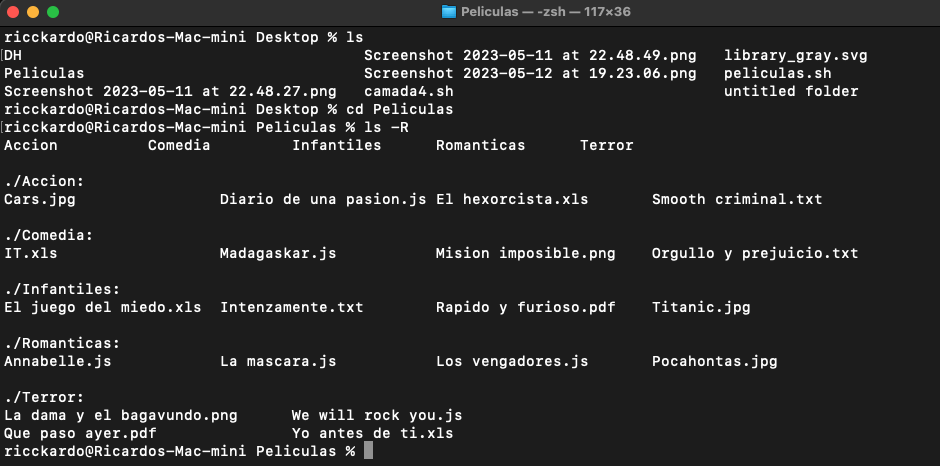 Peliculas — -zsh — 117×36
ricckardo@Ricardos-Mac-mini Desktop % ls
DH Screenshot 2023-05-11 at 22.48.49.png library_gray.svg
Peliculas Screenshot 2023-05-12 at 19.23.06.png peliculas.sh
Screenshot 2023-05-11 at 22.48.27.png camada4.sh untitled folder
ricckardo@Ricardos-Mac-mini Desktop % cd Peliculas
ricckardo@Ricardos-Mac-mini Peliculas % ls -R
Accion Comedia Infantiles Romanticas Terror
./Accion:
Cars.jpg Diario de una pasion.js El hexorcista.xls Smooth criminal.txt
./Comedia:
IT.xls Madagaskar.js Mision imposible.png Orgullo y prejuicio.txt
./Infantiles:
El juego del miedo.xls Intenzamente.txt Rapido y furioso.pdf Titanic.jpg
./Romanticas:
Annabelle.js La mascara.js Los vengadores.js Pocahontas.jpg
./Terror:
La dama y el bagavundo.png We will rock you.js
Que paso ayer.pdf Yo antes de ti.xls
ricckardo@Ricardos-Mac-mini Peliculas %